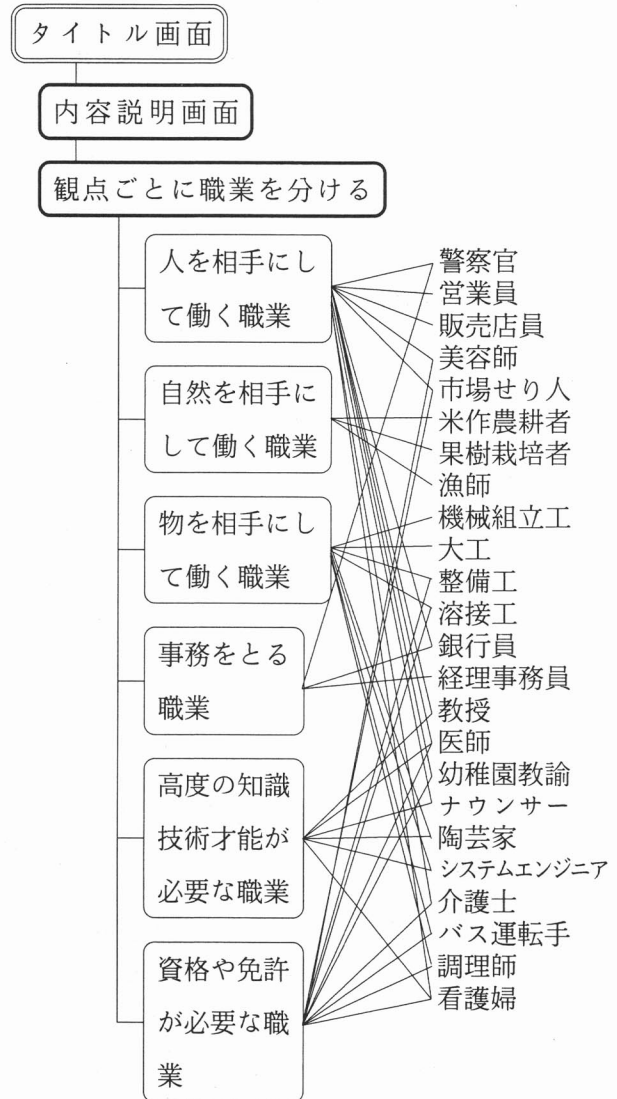 タイトル画面
内容説明画面
観点ごとに職業を分ける
人を相手にし
て働く職業
自然を相手に
して働く職業
物を相手にし
て働く職業
事務をとる
職業
高度の知識
技術才能が
必要な職業
資格や免許
が必要な職
業
警察官
営業員
販売店員
美容師
市場せり人
米作農耕者
果樹栽培者
漁師
機械組立工
大工
整備工
溶接工
銀行員
経理事務員
教授
医師
幼稚園教諭
ナウンサー
陶芸家
システムエンジニア
介護士
バス運転手
調理師
看護婦